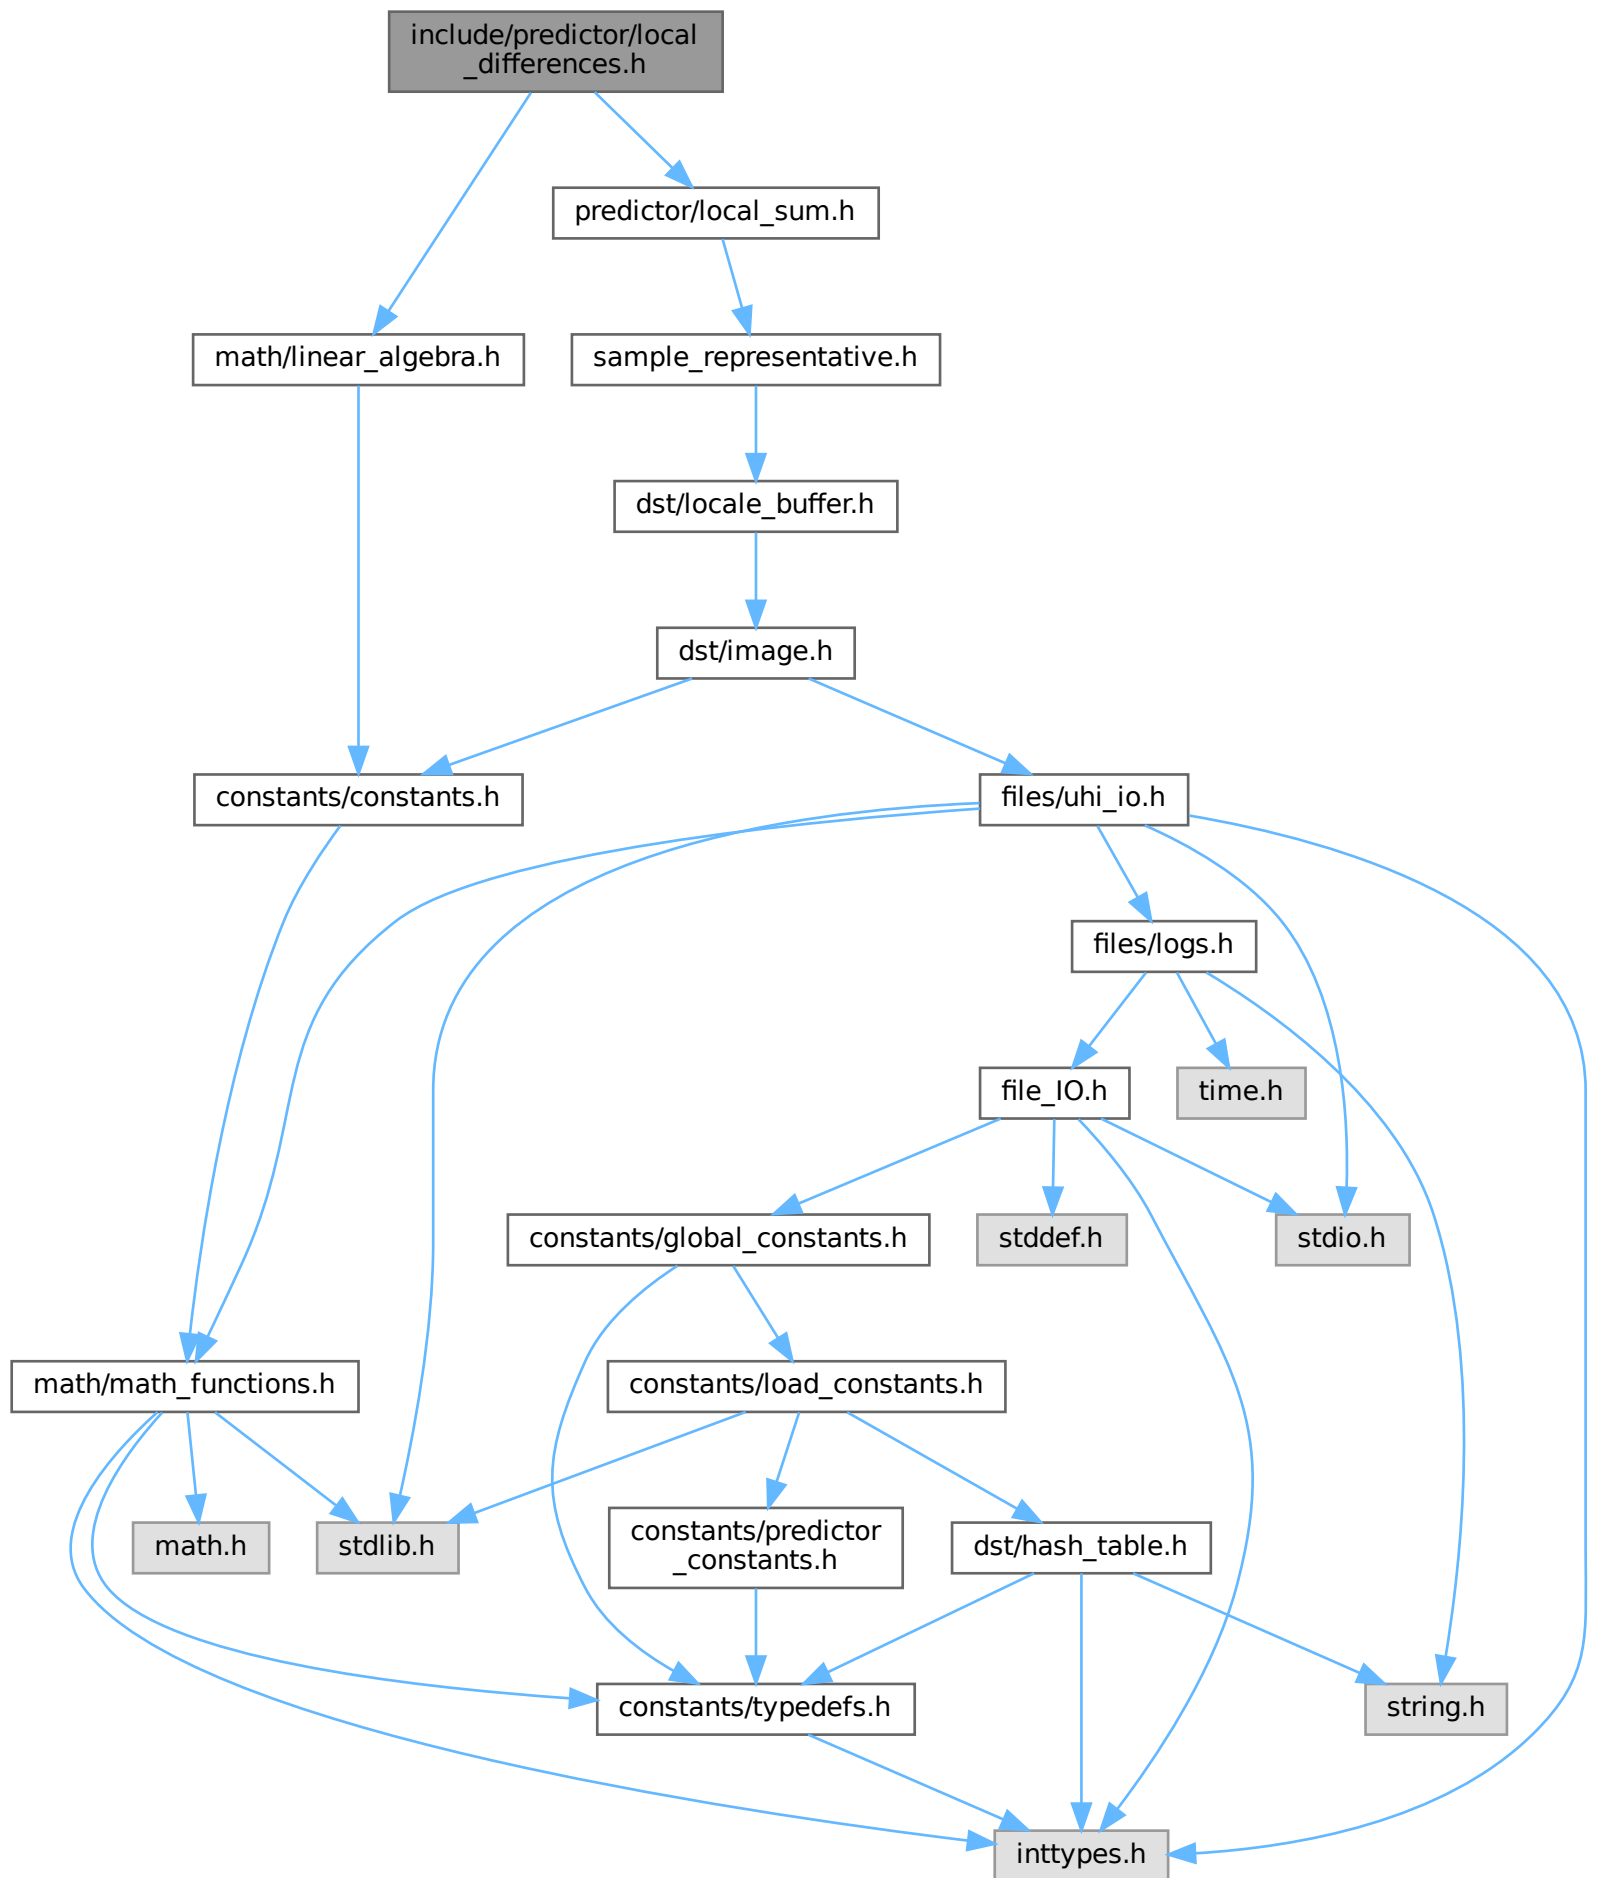 include/predictor/local
_differences.h
predictor/local_sum.h
math/linear_algebra.h
sample_representative.h
dst/locale_buffer.h
dst/image.h
constants/constants.h
files/uhi_io.h
files/logs.h
file_IO.h
time.h
constants/global_constants.h
stddef.h
stdio.h
math/math_functions.h
constants/load_constants.h
math.h
stdlib.h
constants/predictor
_constants.h
dst/hash_table.h
constants/typedefs.h
string.h
inttypes.h